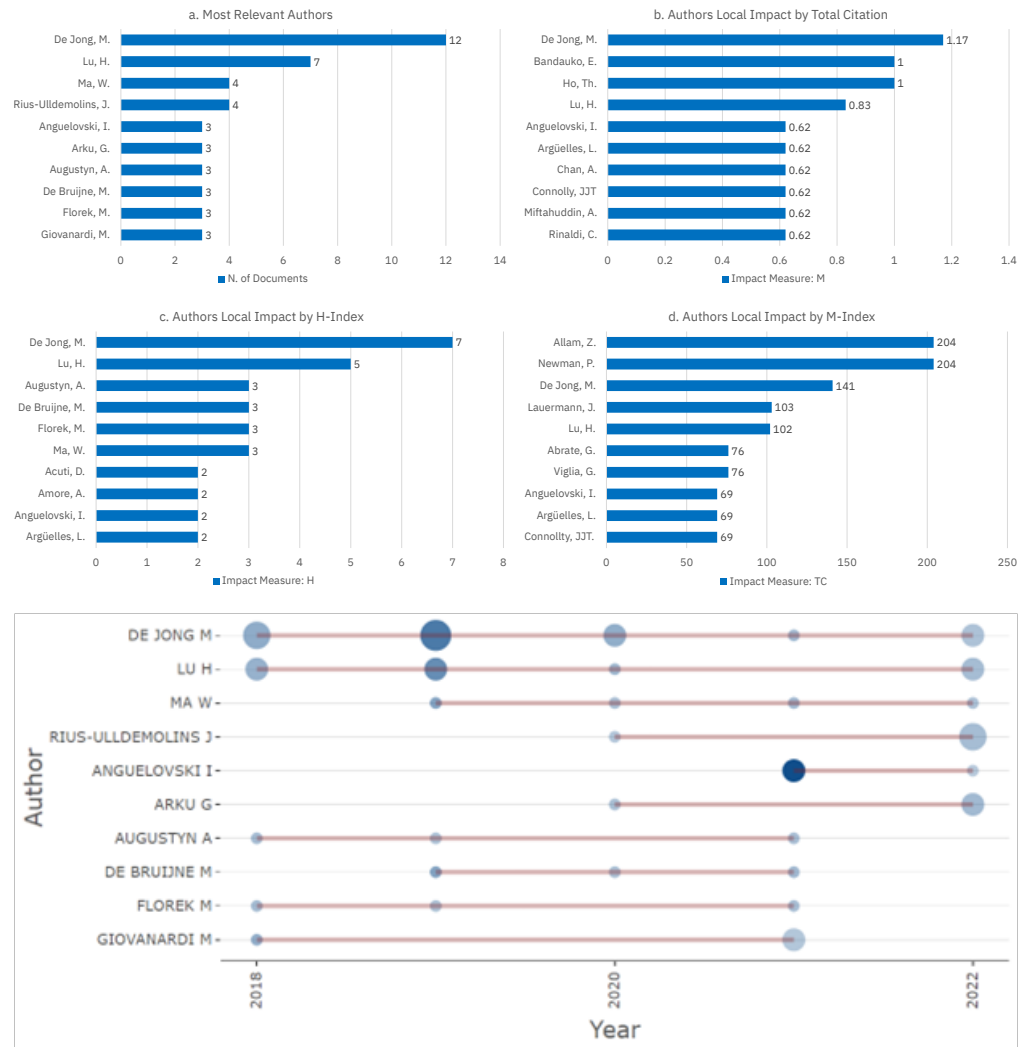 a. Most Relevant Authors
De Jong, M. 12
Lu, H. 7
Ma, W. 4
Rius-Ulldemolins, J. 4
Anguelovski, I. 3
Arku, G. 3
Augustyn, A. 3
De Bruijne, M. 3
Florek, M. 3
Giovanardi, M. 3
0 2 4 6 8 10 12 14
N. of Documents
b. Authors Local Impact by Total Citation
De Jong, M. 1.17
Bandauko, E. 1
Ho, Th. 1
Lu, H. 0.83
Anguelovski, I. 0.62
Argüelles, L. 0.62
Chan, A. 0.62
Connolly, JJT 0.62
Miftahuddin, A. 0.62
Rinaldi, C. 0.62
0 0.2 0.4 0.6 0.8 1 1.2 1.4
Impact Measure: M
c. Authors Local Impact by H-Index
De Jong, M. 7
Lu, H. 5
Augustyn, A. 3
De Bruijne, M. 3
Florek, M. 3
Ma, W. 3
Acuti, D. 2
Amore, A. 2
Anguelovski, I. 2
Argüelles, L. 2
0 1 2 3 4 5 6 7 8
Impact Measure: H
d. Authors Local Impact by M-Index
Allam, Z. 204
Newman, P. 204
De Jong, M. 141
Lauermann, J. 103
Lu, H. 102
Abrate, G. 76
Viglia, G. 76
Anguelovski, I. 69
Argüelles, L. 69
Connollty, JJT. 69
0 50 100 150 200 250
Impact Measure: TC
Author
DE JONG M
LU H
MA W
RIUS-ULLDEMOLINS J
ANGUELOVSKI I
ARKU G
AUGUSTYN A
DE BRUIJNE M
FLOREK M
GIOVANARDI M
2018 2020 2022
Year